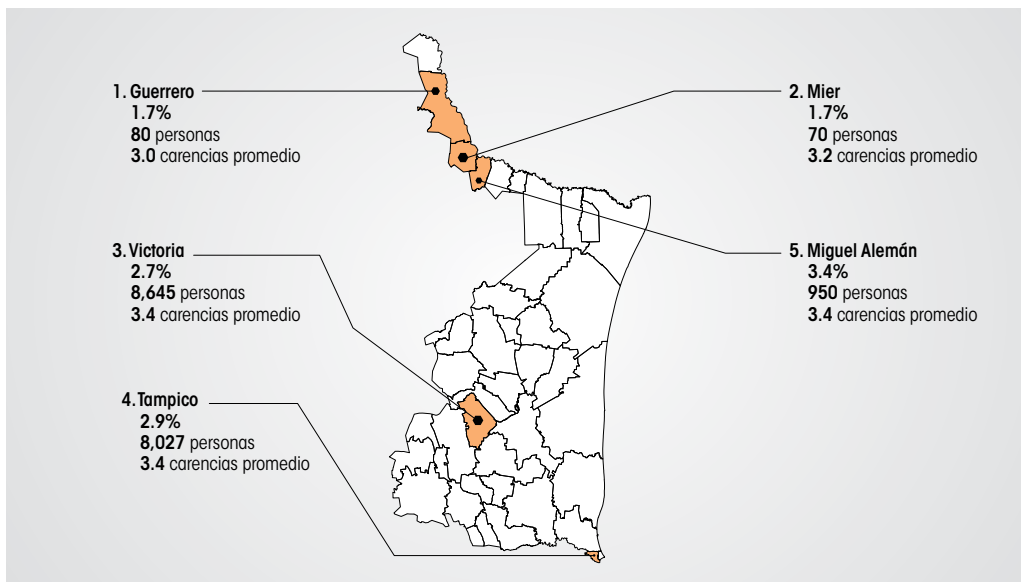 1. Guerrero
1.7%
80 personas
3.0 carencias promedio
2. Mier
1.7%
70 personas
3.2 carencias promedio
3. Victoria
2.7%
8,645 personas
3.4 carencias promedio
5. Miguel Alemán
3.4%
950 personas
3.4 carencias promedio
4. Tampico
2.9%
8,027 personas
3.4 carencias promedio